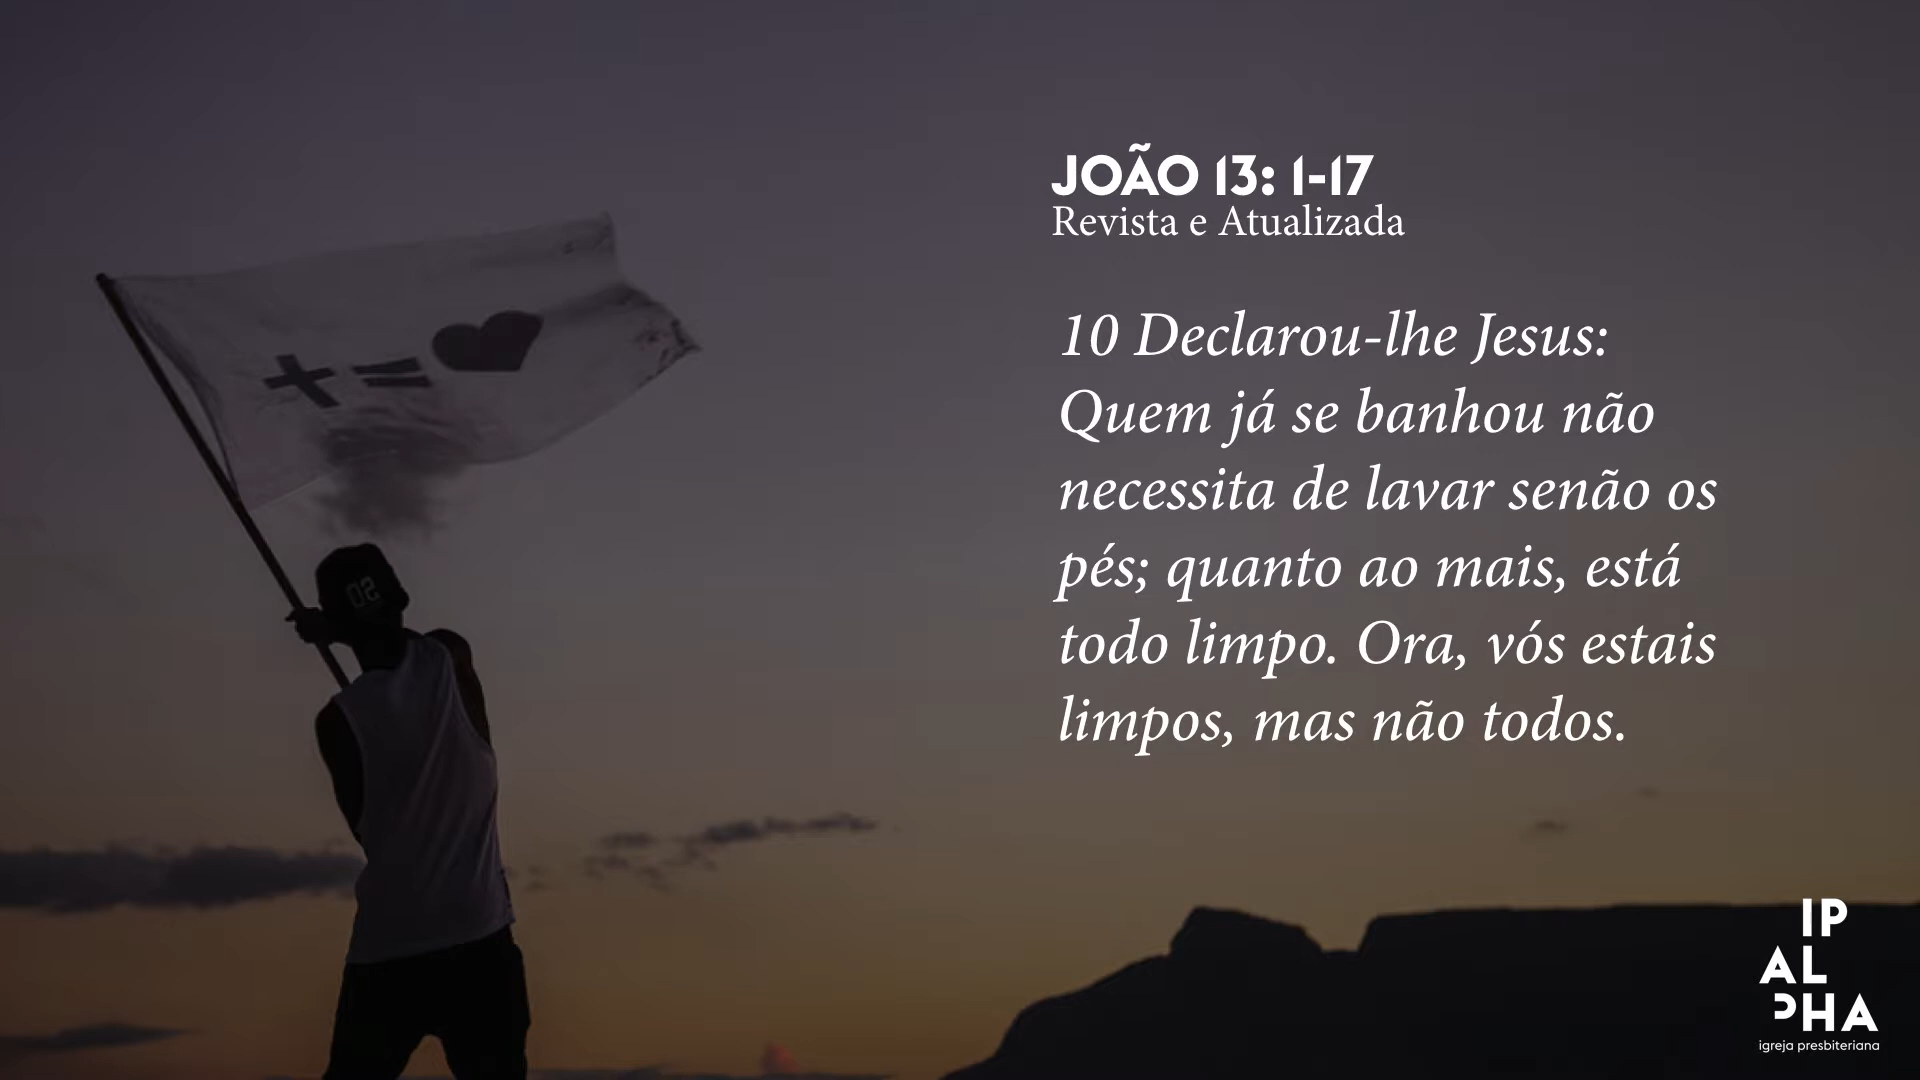 JOÃO 13: 1-17
Revista e Atualizada
10 Declarou-lhe Jesus:
Quem já se banhou não
necessita de lavar senão os
pés; quanto ao mais, está
todo limpo. Ora, vós estais
limpos, mas não todos.
+ = ♥
02
IP
AL
PHA
igreja presbiteriana